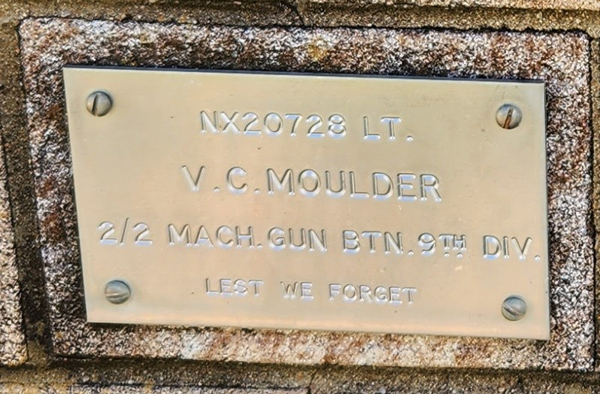 NX20728 LT.
V.C.MOULDER
2/2 MACH.GUN BTN.9TH DIV.
LEST WE FORGET